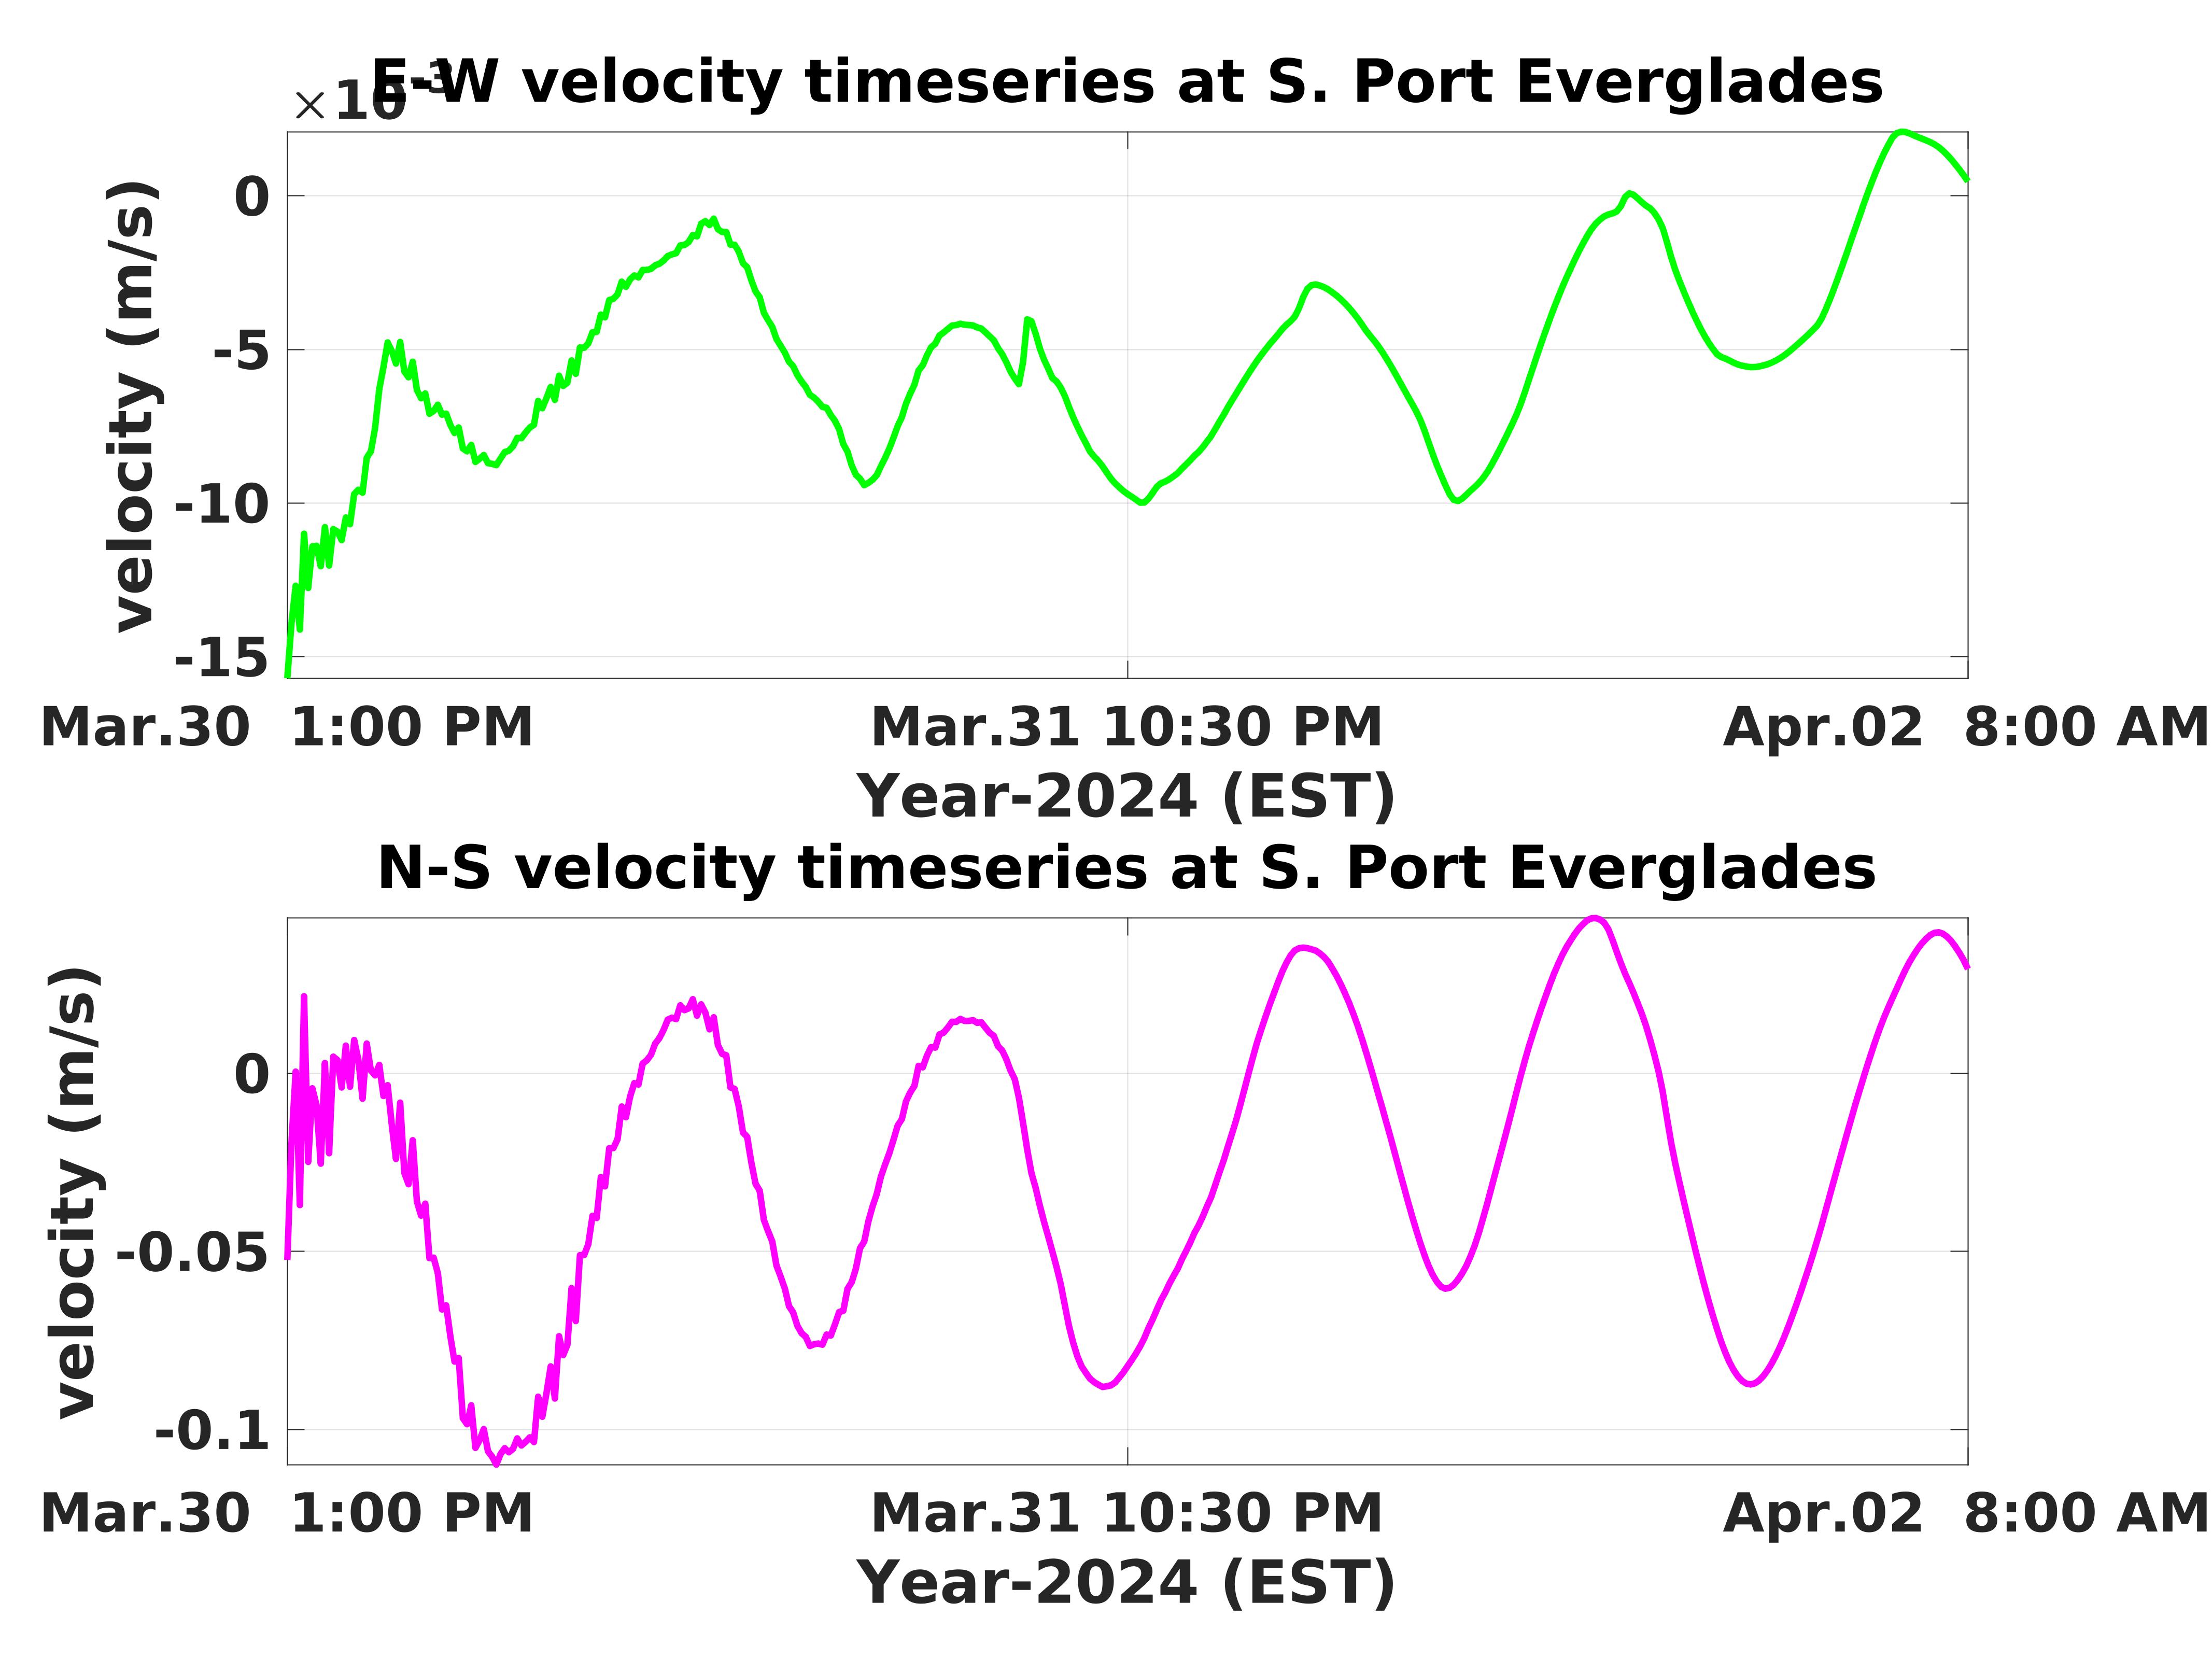 E-W velocity timeseries at S. Port Everglades
×10-3
velocity (m/s)
0
-5
-10
-15
Mar.30 1:00 PM Mar.31 10:30 PM Apr.02 8:00 AM
Year-2024 (EST)
N-S velocity timeseries at S. Port Everglades
velocity (m/s)
0
-0.05
-0.1
Mar.30 1:00 PM Mar.31 10:30 PM Apr.02 8:00 AM
Year-2024 (EST)